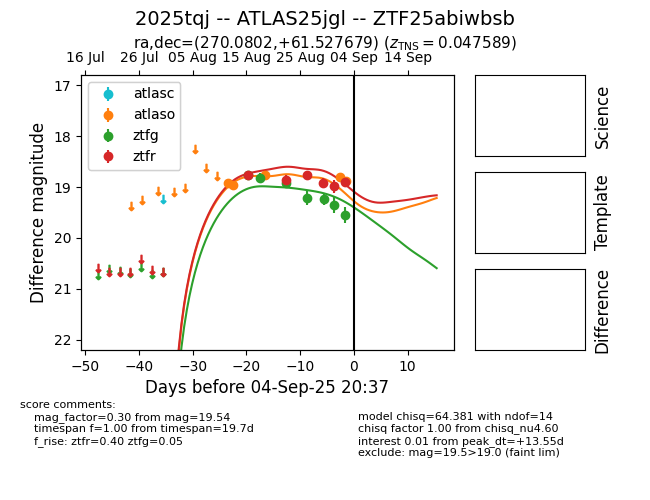 2025tqj -- ATLAS25jgl -- ZTF25abiwbsb
ra,dec=(270.0802,+61.527679) (z_TNS = 0.047589)
16 Jul 26 Jul 05 Aug 15 Aug 25 Aug 04 Sep 14 Sep
17
18
19
20
21
22
Difference magnitude
atlasc
atlaso
ztfg
ztfr
−50 −40 −30 −20 −10 0 10
Days before 04-Sep-25 20:37
Science
Template
Difference
score comments:
mag_factor=0.30 from mag=19.54
timespan f=1.00 from timespan=19.7d
f_rise: ztfr=0.40 ztfg=0.05
model chisq=64.381 with ndof=14
chisq factor 1.00 from chisq_nu4.60
interest 0.01 from peak_dt=+13.55d
exclude: mag=19.5>19.0 (faint lim)